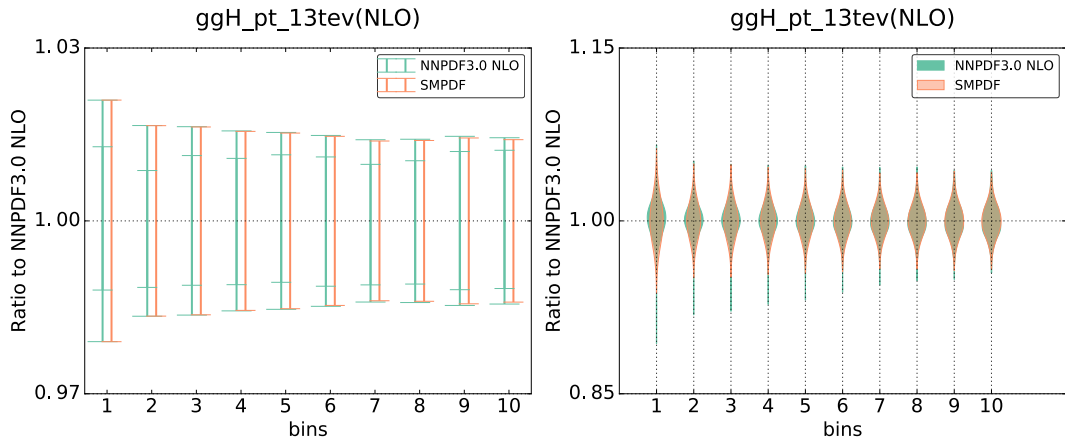 ggH_pt_13tev(NLO)
1.03
1.00
0.97
Ratio to NNPDF3.0 NLO
NNPDF3.0 NLO
SMPDF
1 2 3 4 5 6 7 8 9 10
bins
ggH_pt_13tev(NLO)
1.15
1.00
0.85
Ratio to NNPDF3.0 NLO
NNPDF3.0 NLO
SMPDF
1 2 3 4 5 6 7 8 9 10
bins